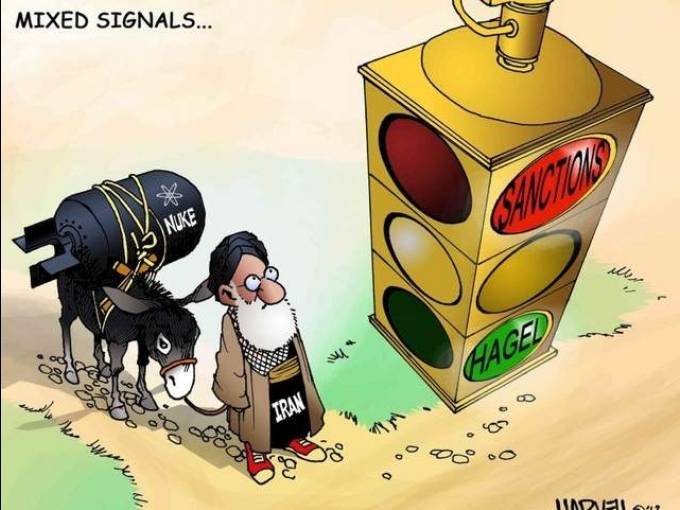 MIXED SIGNALS...
NUKE
IRAN
SANCTIONS
HAGEL